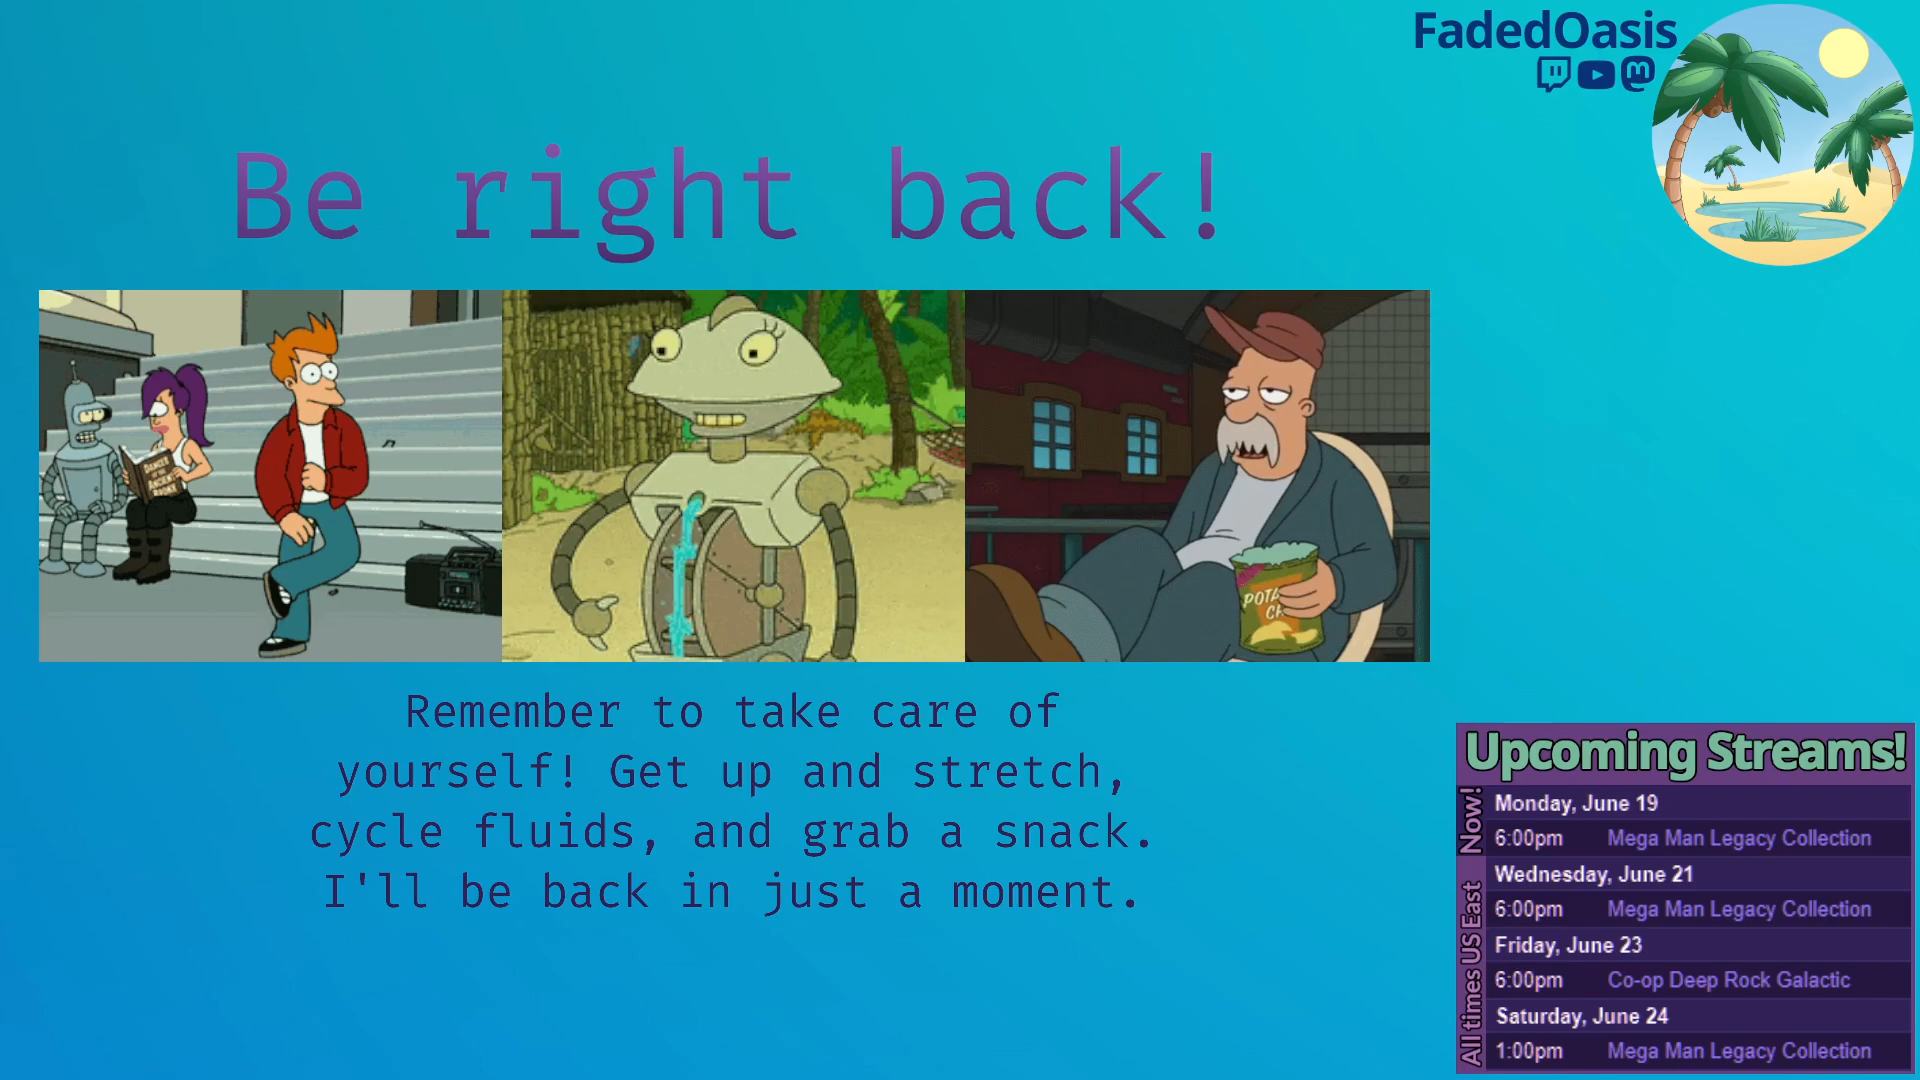 FadedOasis
Be right back!
POTA
CH
Remember to take care of
yourself! Get up and stretch,
cycle fluids, and grab a snack.
I'll be back in just a moment.
Upcoming Streams!
Now!
All times US East
Monday, June 19
6:00pm Mega Man Legacy Collection
Wednesday, June 21
6:00pm Mega Man Legacy Collection
Friday, June 23
6:00pm Co-op Deep Rock Galactic
Saturday, June 24
1:00pm Mega Man Legacy Collection